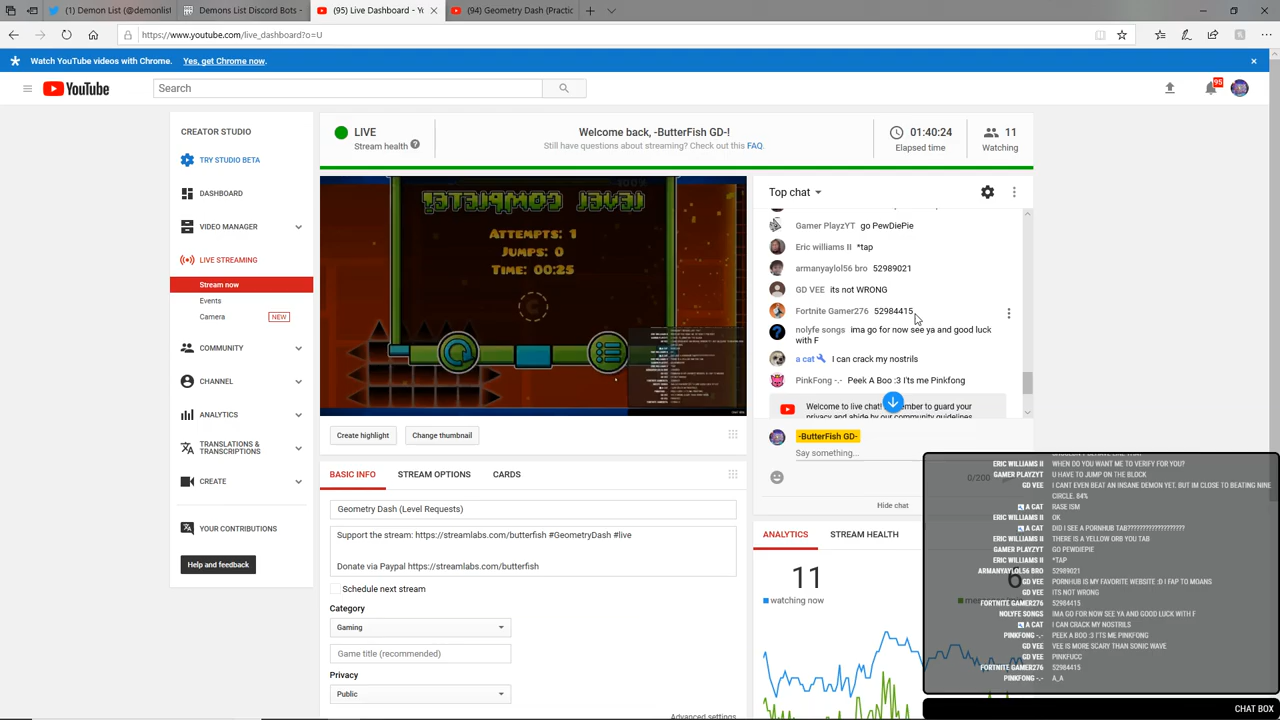 (1) Demon List (@demonlist
Demons List Discord Bots -
(95) Live Dashboard - Y
(94) Geometry Dash (Practic
https://www.youtube.com/live_dashboard?o=U
Watch YouTube videos with Chrome. Yes, get Chrome now.
YouTube
Search
95
CREATOR STUDIO
TRY STUDIO BETA
DASHBOARD
VIDEO MANAGER
LIVE STREAMING
Stream now
Events
Camera NEW
COMMUNITY
CHANNEL
ANALYTICS
TRANSLATIONS &
TRANSCRIPTIONS
CREATE
YOUR CONTRIBUTIONS
Help and feedback
LIVE
Stream health
Welcome back, -ButterFish GD-!
Still have questions about streaming? Check out this FAQ.
01:40:24
Elapsed time
11
Watching
LEVEL COMPLETE!
ATTEMPTS: 1
JUMPS: 0
TIME: 00:25
Create highlight
Change thumbnail
BASIC INFO
STREAM OPTIONS
CARDS
Geometry Dash (Level Requests)
Support the stream: https://streamlabs.com/butterfish #GeometryDash #live
Donate via Paypal https://streamlabs.com/butterfish
Schedule next stream
Category
Gaming
Game title (recommended)
Privacy
Public
Advanced settings
Top chat
Gamer PlayzYT go PewDiePie
Eric williams II *tap
armanyaylol56 bro 52989021
GD VEE its not WRONG
Fortnite Gamer276 52984415
nolyfe songs ima go for now see ya and good luck
with F
a cat I can crack my nostrils
PinkFong -.- Peek A Boo :3 I'ts me Pinkfong
-ButterFish GD-
Say something...
0/200
Hide chat
ANALYTICS
STREAM HEALTH
11
watching now
6
ERIC WILLIAMS II WHEN DO YOU WANT ME TO VERIFY FOR YOU?
GAMER PLAYZYT U HAVE TO JUMP ON THE BLOCK
GD VEE I CANT EVEN BEAT AN INSANE DEMON YET. BUT IM CLOSE TO BEATING NINE
CIRCLE. 84%
A CAT RASE ISM
ERIC WILLIAMS II OK
A CAT DID I SEE A PORNHUB TAB???????????????????
ERIC WILLIAMS II THERE IS A YELLOW ORB YOU TAB
GAMER PLAYZYT GO PEWDIEPIE
ERIC WILLIAMS II *TAP
ARMANYAYLOL56 BRO 52989021
GD VEE PORNHUB IS MY FAVORITE WEBSITE :D I FAP TO MOANS
GD VEE ITS NOT WRONG
FORTNITE GAMER276 52984415
NOLYFE SONGS IMA GO FOR NOW SEE YA AND GOOD LUCK WITH F
A CAT I CAN CRACK MY NOSTRILS
PINKFONG -.- PEEK A BOO :3 I'TS ME PINKFONG
GD VEE VEE IS MORE SCARY THAN SONIC WAVE
GD VEE PINKFUCC
FORTNITE GAMER276 52984415
PINKFONG -.- A_A
CHAT BOX